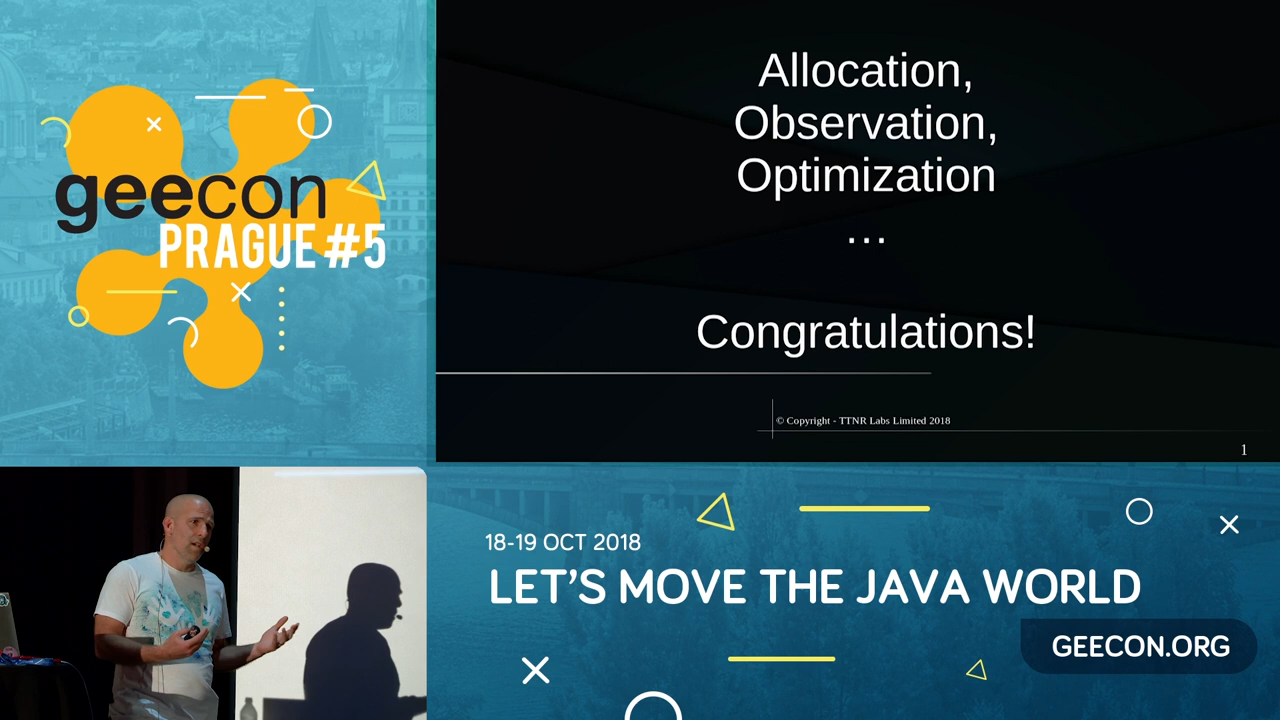 geecon
PRAGUE #5
Allocation,
Observation,
Optimization
...
Congratulations!
© Copyright - TTNR Labs Limited 2018
1
18-19 OCT 2018
LET’S MOVE THE JAVA WORLD
GEECON.ORG